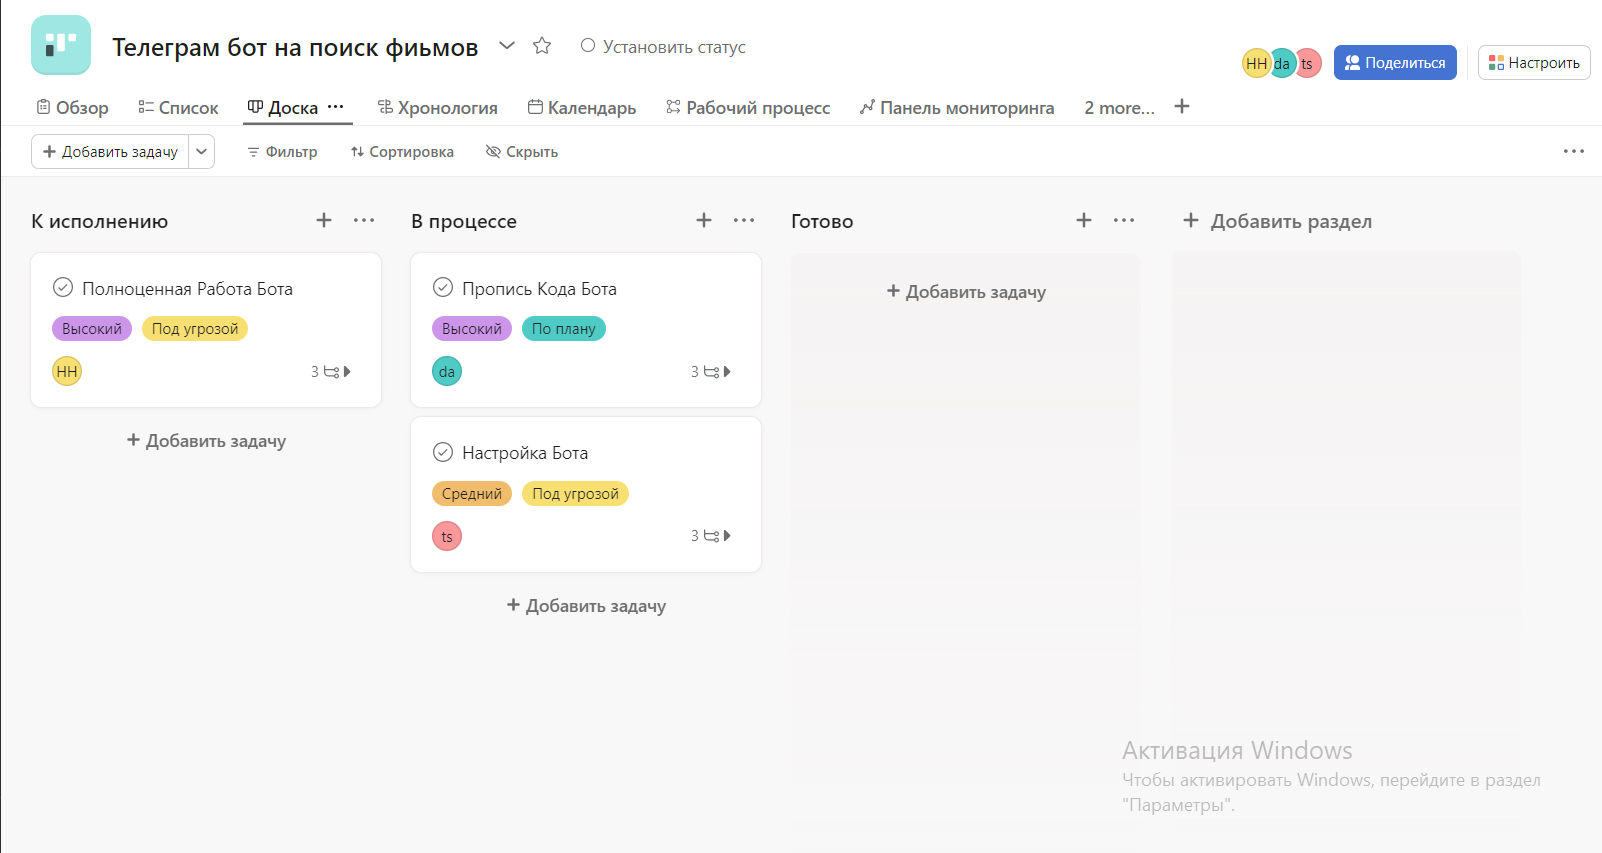 Телеграм бот на поиск фиьмов
Установить статус
HH da ts
Поделиться
Настроить
Обзор Список Доска Хронология Календарь Рабочий процесс Панель мониторинга 2 more...
Добавить задачу Фильтр Сортировка Скрыть
К исполнению
Полноценная Работа Бота
Высокий Под угрозой
HH 3
+ Добавить задачу
В процессе
Пропись Кода Бота
Высокий По плану
da 3
Настройка Бота
Средний Под угрозой
ts 3
+ Добавить задачу
Готово
+ Добавить задачу
+ Добавить раздел
Активация Windows
Чтобы активировать Windows, перейдите в раздел
"Параметры".